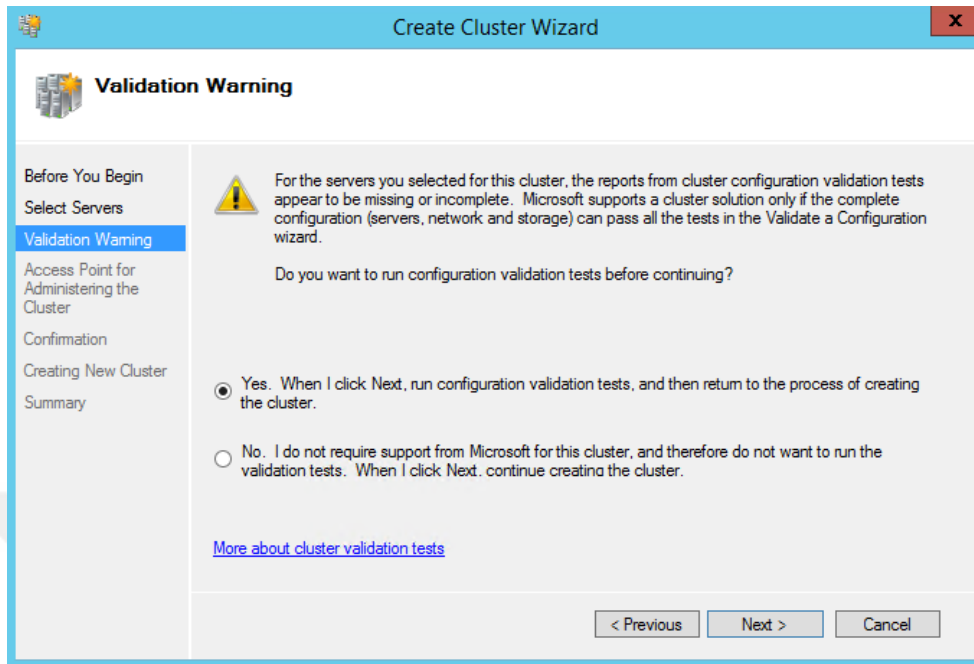 Create Cluster Wizard
X
Validation Warning
Before You Begin
Select Servers
Validation Warning
Access Point for
Administering the
Cluster
Confirmation
Creating New Cluster
Summary
For the servers you selected for this cluster, the reports from cluster configuration validation tests
appear to be missing or incomplete. Microsoft supports a cluster solution only if the complete
configuration (servers, network and storage) can pass all the tests in the Validate a Configuration
wizard.
Do you want to run configuration validation tests before continuing?
Yes. When I click Next, run configuration validation tests, and then return to the process of creating
the cluster.
No. I do not require support from Microsoft for this cluster, and therefore do not want to run the
validation tests. When I click Next, continue creating the cluster.
More about cluster validation tests
< Previous
Next >
Cancel